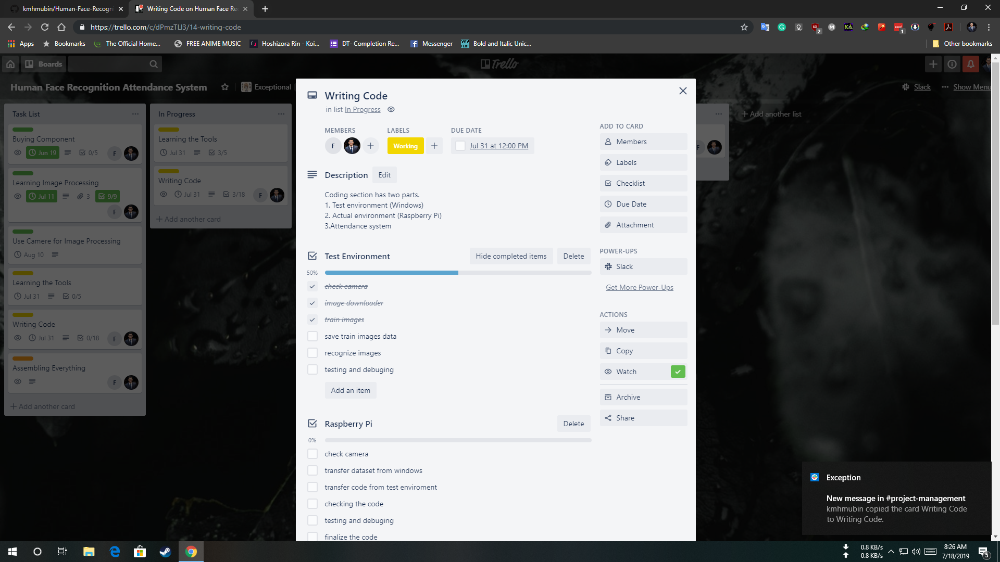 kmhmubin/Human-Face-Recogni
Writing Code on Human Face Re
https://trello.com/c/dPmzTLl3/14-writing-code
Apps
Bookmarks
The Official Home...
FREE ANIME MUSIC
Hoshizora Rin - Koi...
DT- Completion Re...
Messenger
Bold and Italic Unic...
Other bookmarks
Boards
Trello
Human Face Recognition Attendance System
Exceptional
Slack
Show Menu
Task List
Buying Component
Jun 19
0/5
F
Learning Image Processing
Jul 11
3
9/9
F
Use Camere for Image Processing
Aug 10
Learning the Tools
Jul 31
0/5
Writing Code
Jul 31
0/18
F
Assembling Everything
F
Add another card
In Progress
Learning the Tools
Jul 31
3/5
Writing Code
Jul 31
3/18
F
Add another card
Add another list
Writing Code
in list In Progress
MEMBERS
F
LABELS
Working
DUE DATE
Jul 31 at 12:00 PM
Description
Edit
Coding section has two parts.
1. Test environment (Windows)
2. Actual environment (Raspberry Pi)
3.Attendance system
Test Environment
Hide completed items
Delete
50%
check camera
image downloader
train images
save train images data
recognize images
testing and debuging
Add an item
Raspberry Pi
Delete
0%
check camera
transfer dataset from windows
transfer code from test enviroment
checking the code
testing and debuging
finalize the code
ADD TO CARD
Members
Labels
Checklist
Due Date
Attachment
POWER-UPS
Slack
Get More Power-Ups
ACTIONS
Move
Copy
Watch
Archive
Share
Exception
New message in #project-management
kmhmubin copied the card Writing Code
to Writing Code.
0.8 KB/s
0.8 KB/s
8:26 AM
7/18/2019
5